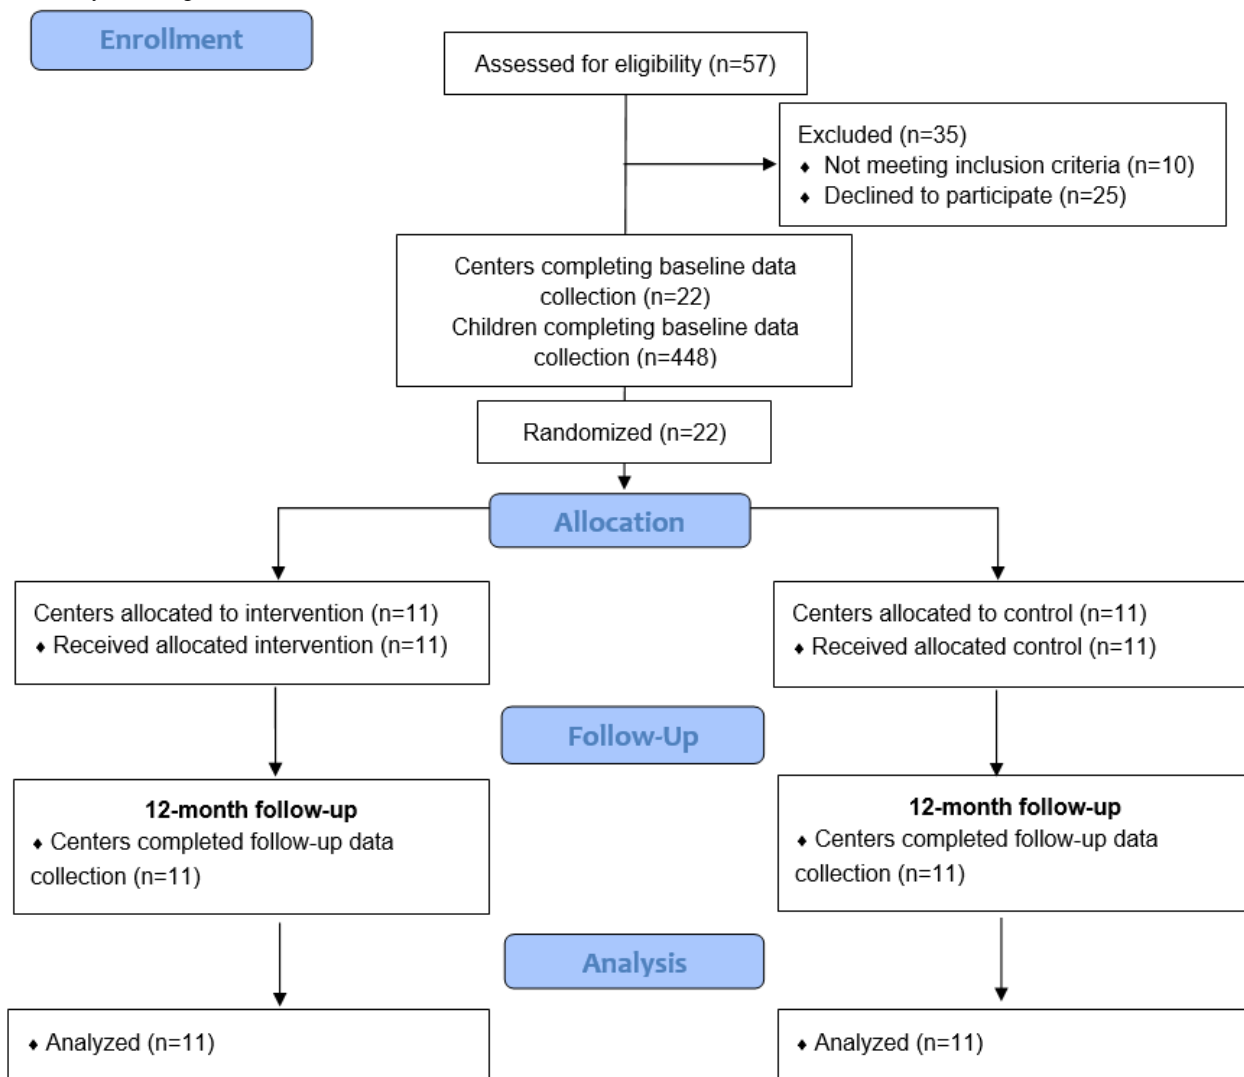 Enrollment
Assessed for eligibility (n=57)
Excluded (n=35)
♦ Not meeting inclusion criteria (n=10)
♦ Declined to participate (n=25)
Centers completing baseline data
collection (n=22)
Children completing baseline data
collection (n=448)
Randomized (n=22)
Allocation
Centers allocated to intervention (n=11)
♦ Received allocated intervention (n=11)
Centers allocated to control (n=11)
♦ Received allocated control (n=11)
Follow-Up
12-month follow-up
♦ Centers completed follow-up data
collection (n=11)
12-month follow-up
♦ Centers completed follow-up data
collection (n=11)
Analysis
♦ Analyzed (n=11)
♦ Analyzed (n=11)